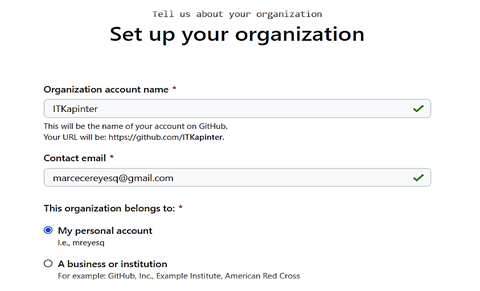 Tell us about your organization
Set up your organization
Organization account name *
ITKapinter
This will be the name of your account on GitHub.
Your URL will be: https://github.com/ITKapinter.
Contact email *
marcecereyesq@gmail.com
This organization belongs to: *
My personal account
I.e., mreyesq
A business or institution
For example: GitHub, Inc., Example Institute, American Red Cross